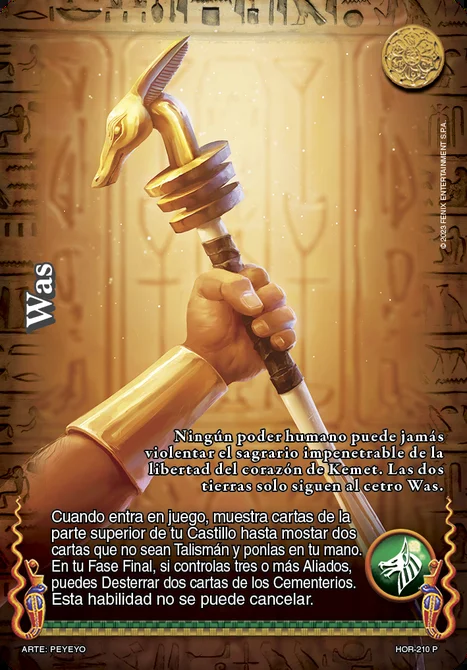 © 2023 FENIX ENTERTAINMENT S.P.A.
Was
Ningún poder humano puede jamás
violentar el sagrario impenetrable de la
libertad del corazón de Kemet. Las dos
tierras solo siguen al cetro Was.
Cuando entra en juego, muestra cartas de la
parte superior de tu Castillo hasta mostar dos
cartas que no sean Talismán y ponlas en tu mano.
En tu Fase Final, si controlas tres o más Aliados,
puedes Desterrar dos cartas de los Cementerios.
Esta habilidad no se puede cancelar.
ARTE: PEYEYO
HOR-210 P